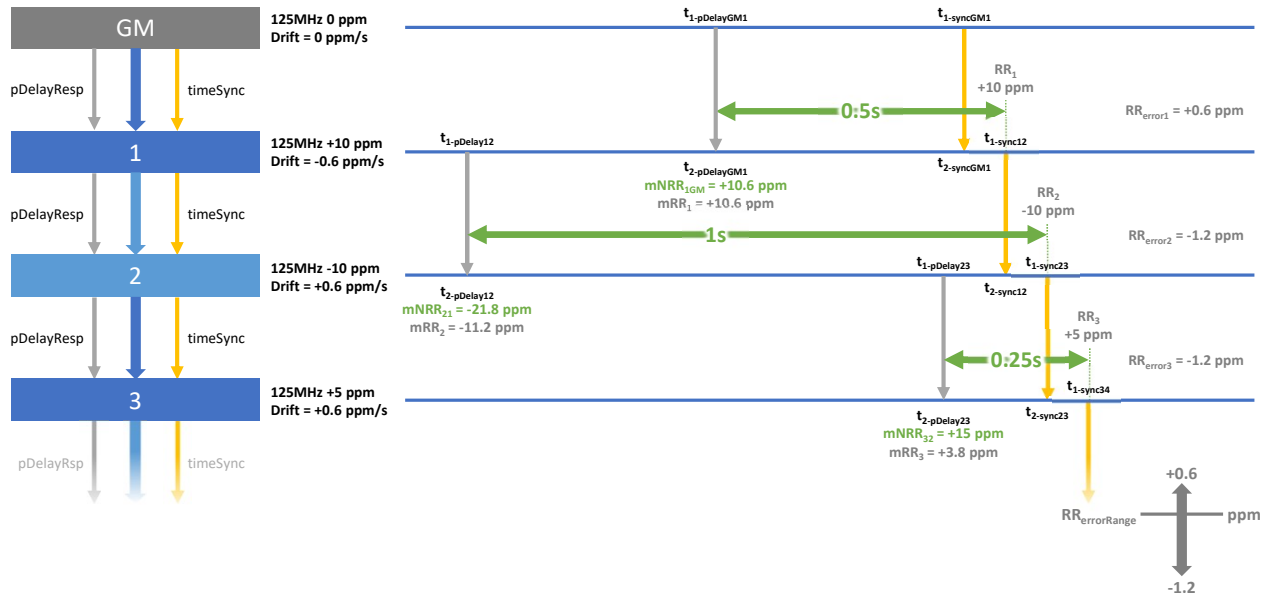 GM
125MHz 0 ppm
Drift = 0 ppm/s
t1-pDelayGM1
t1-syncGM1
pDelayResp
timeSync
RR1
+10 ppm
0.5s
RRerror1 = +0.6 ppm
1
125MHz +10 ppm
Drift = -0.6 ppm/s
t1-pDelay12
t1-sync12
t2-pDelayGM1
t2-syncGM1
mNRR1GM = +10.6 ppm
mRR1 = +10.6 ppm
pDelayResp
timeSync
RR2
-10 ppm
1s
RRerror2 = -1.2 ppm
2
125MHz -10 ppm
Drift = +0.6 ppm/s
t1-pDelay23
t1-sync23
t2-pDelay12
t2-sync12
mNRR21 = -21.8 ppm
mRR2 = -11.2 ppm
pDelayResp
timeSync
RR3
+5 ppm
0.25s
RRerror3 = -1.2 ppm
3
125MHz +5 ppm
Drift = +0.6 ppm/s
t1-sync34
t2-pDelay23
t2-sync23
mNRR32 = +15 ppm
mRR3 = +3.8 ppm
pDelayRsp
timeSync
+0.6
RRerrorRange
ppm
-1.2